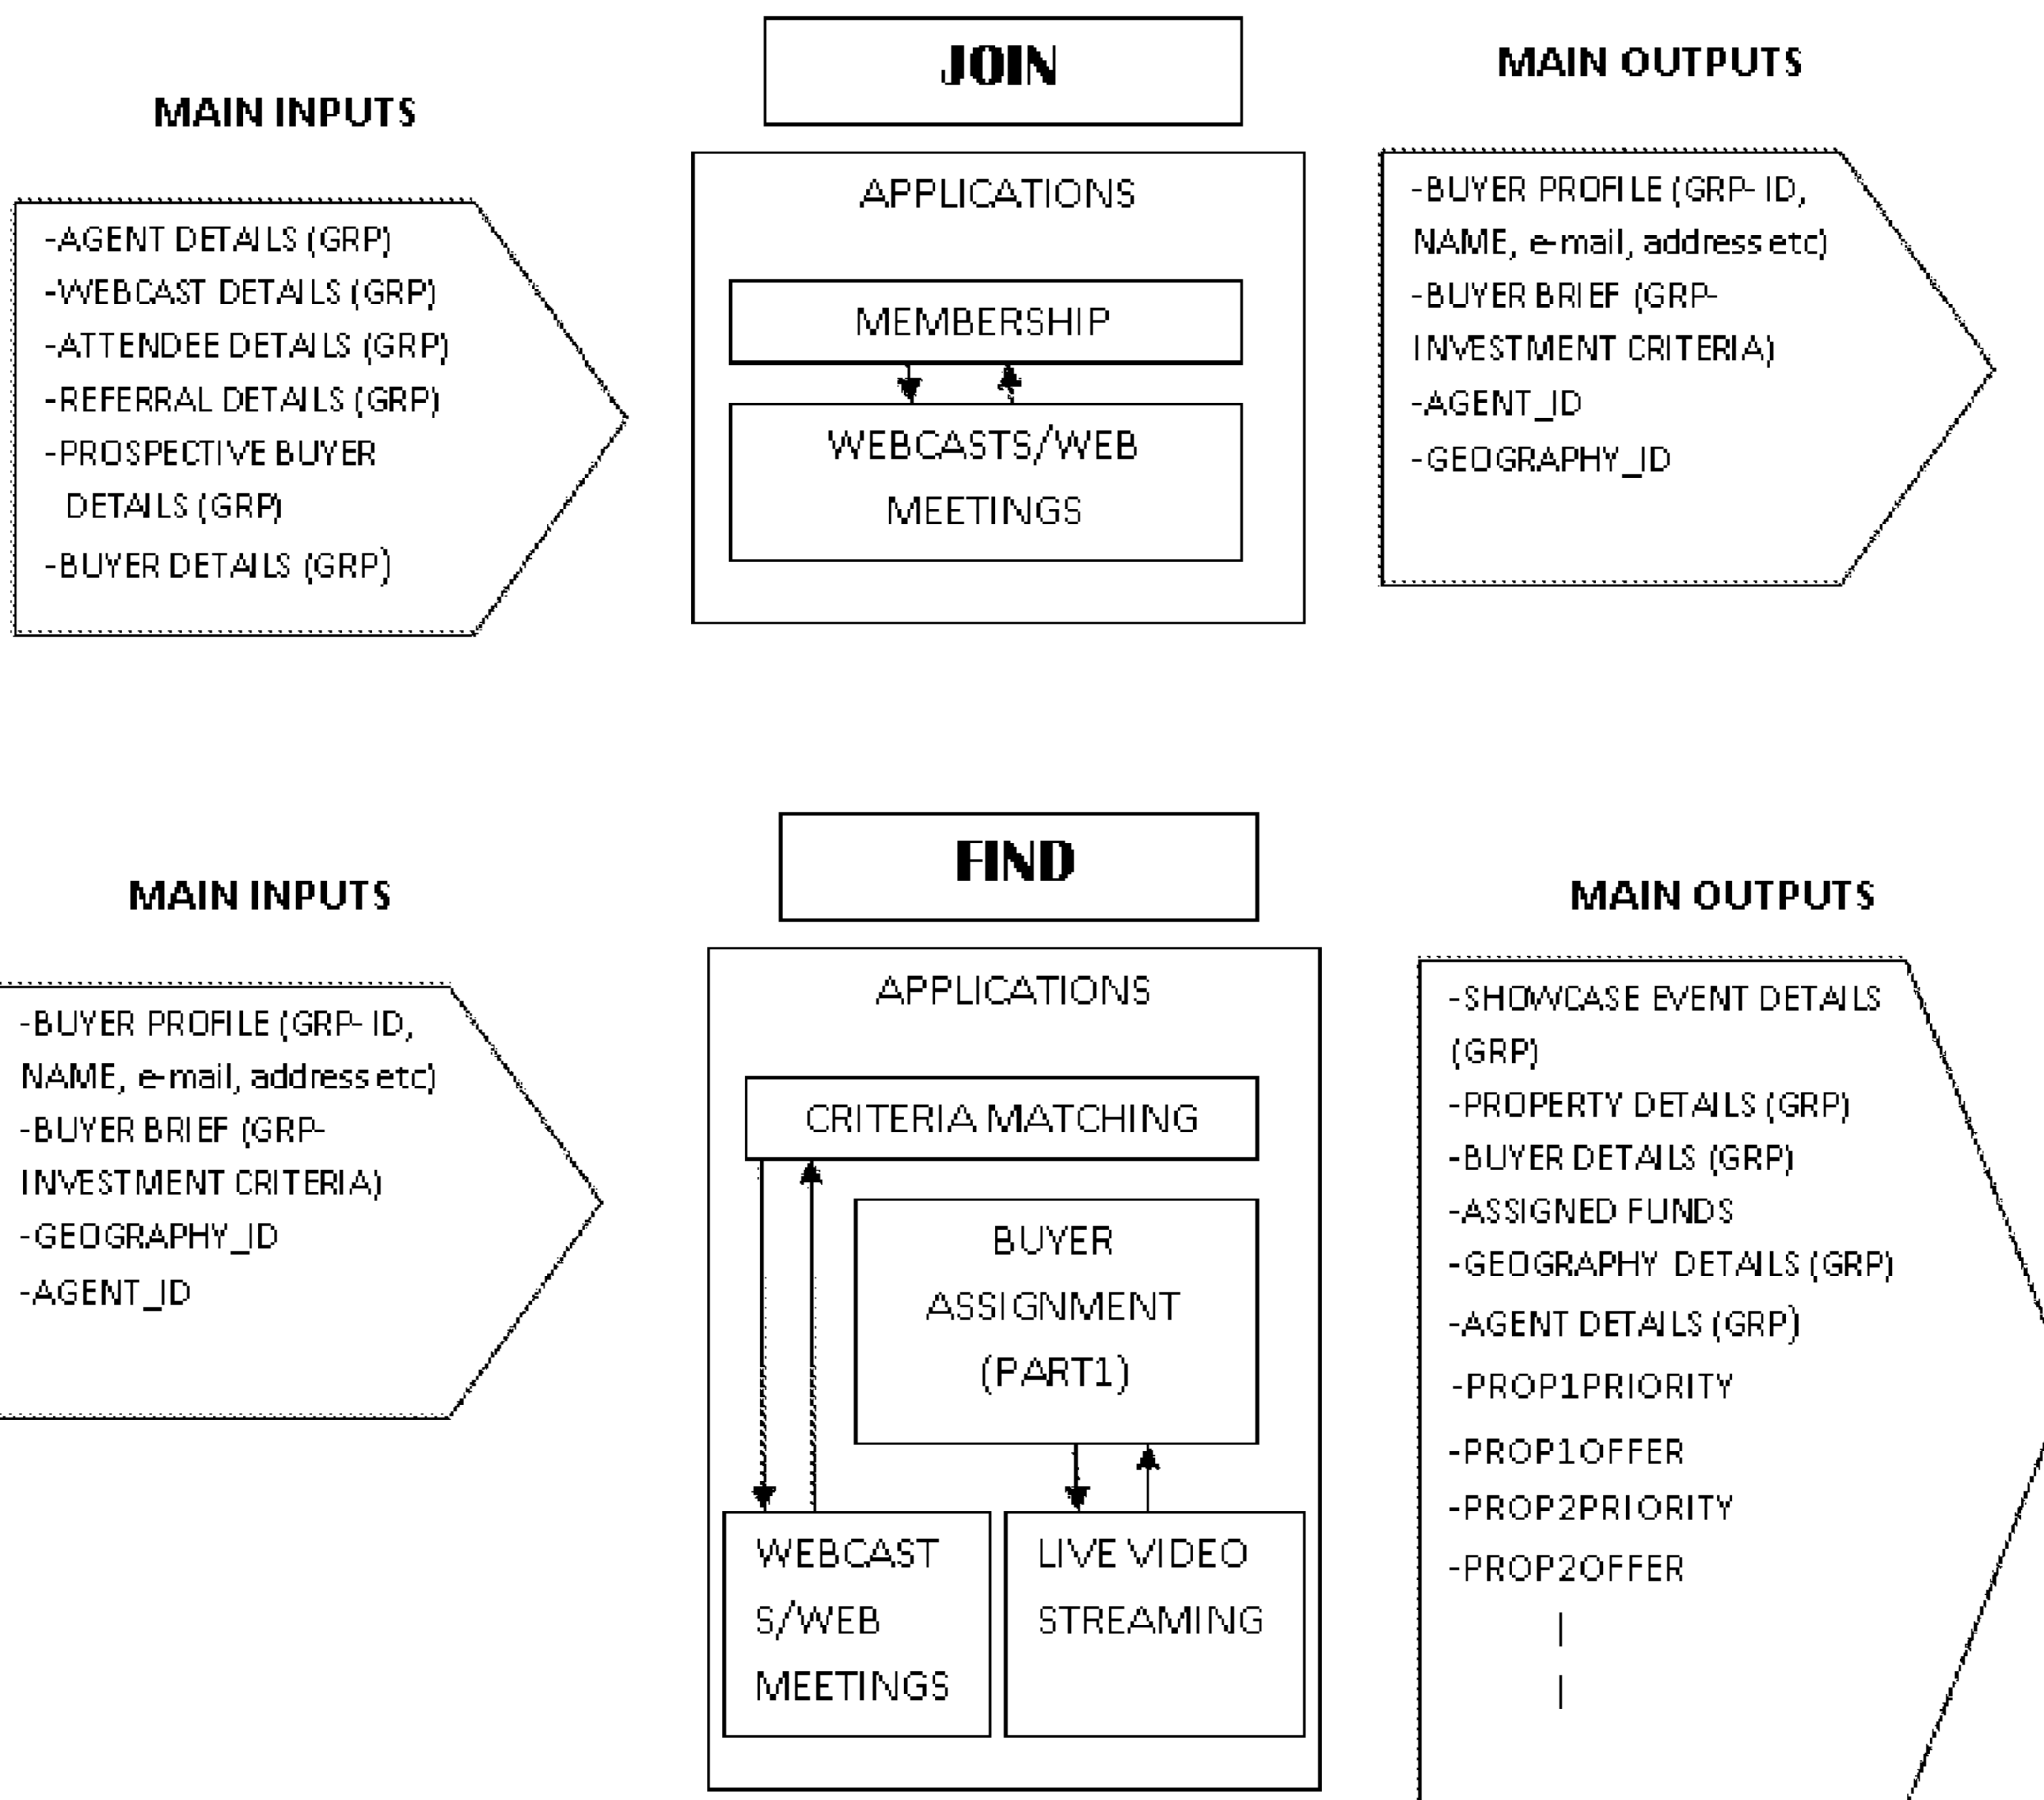 JOIN
MAIN INPUTS
-AGENT DETAILS (GRP)
-WEBCAST DETAILS (GRP)
-ATTENDEE DETAILS (GRP)
-REFERRAL DETAILS (GRP)
-PROSPECTIVE BUYER
DETAILS (GRP)
-BUYER DETAILS (GRP)
APPLICATIONS
MEMBERSHIP
WEBCASTS/WEB
MEETINGS
MAIN OUTPUTS
-BUYER PROFILE (GRP- ID,
NAME, e-mail, address etc)
-BUYER BRIEF (GRP-
INVESTMENT CRITERIA)
-AGENT_ID
-GEOGRAPHY_ID
FIND
MAIN INPUTS
-BUYER PROFILE (GRP- ID,
NAME, e-mail, address etc)
-BUYER BRIEF (GRP-
INVESTMENT CRITERIA)
-GEOGRAPHY_ID
-AGENT_ID
APPLICATIONS
CRITERIA MATCHING
BUYER
ASSIGNMENT
(PART1)
WEBCAST
S/WEB
MEETINGS
LIVE VIDEO
STREAMING
MAIN OUTPUTS
-SHOWCASE EVENT DETAILS
(GRP)
-PROPERTY DETAILS (GRP)
-BUYER DETAILS (GRP)
-ASSIGNED FUNDS
-GEOGRAPHY DETAILS (GRP)
-AGENT DETAILS (GRP)
-PROP1PRIORITY
-PROP1OFFER
-PROP2PRIORITY
-PROP2OFFER
|
|